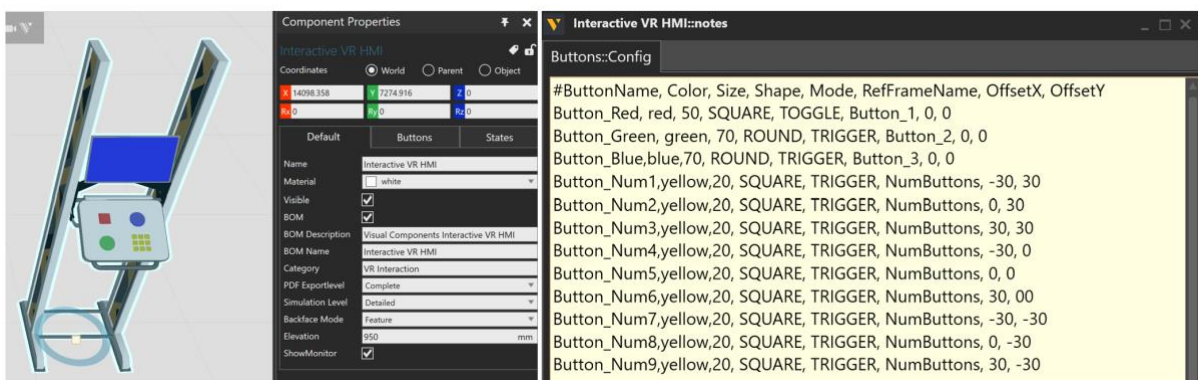 Component Properties
Interactive VR HMI
Coordinates World Parent Object
X 14098.358 Y 7274.916 Z 0
Rx 0 Ry 0 Rz 0
Default Buttons States
Name Interactive VR HMI
Material white
Visible
BOM
BOM Description Visual Components Interactive VR HMI
BOM Name Interactive VR HMI
Category VR Interaction
PDF Exportlevel Complete
Simulation Level Detailed
Backface Mode Feature
Elevation 950 mm
ShowMonitor
Interactive VR HMI::notes
Buttons::Config
#ButtonName, Color, Size, Shape, Mode, RefFrameName, OffsetX, OffsetY
Button_Red, red, 50, SQUARE, TOGGLE, Button_1, 0, 0
Button_Green, green, 70, ROUND, TRIGGER, Button_2, 0, 0
Button_Blue,blue,70, ROUND, TRIGGER, Button_3, 0, 0
Button_Num1,yellow,20, SQUARE, TRIGGER, NumButtons, -30, 30
Button_Num2,yellow,20, SQUARE, TRIGGER, NumButtons, 0, 30
Button_Num3,yellow,20, SQUARE, TRIGGER, NumButtons, 30, 30
Button_Num4,yellow,20, SQUARE, TRIGGER, NumButtons, -30, 0
Button_Num5,yellow,20, SQUARE, TRIGGER, NumButtons, 0, 0
Button_Num6,yellow,20, SQUARE, TRIGGER, NumButtons, 30, 00
Button_Num7,yellow,20, SQUARE, TRIGGER, NumButtons, -30, -30
Button_Num8,yellow,20, SQUARE, TRIGGER, NumButtons, 0, -30
Button_Num9,yellow,20, SQUARE, TRIGGER, NumButtons, 30, -30